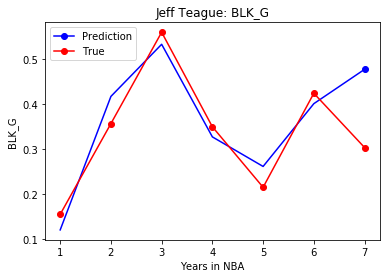 Jeff Teague: BLK_G
Prediction
True
0.5
0.4
0.3
0.2
0.1
BLK_G
1 2 3 4 5 6 7
Years in NBA